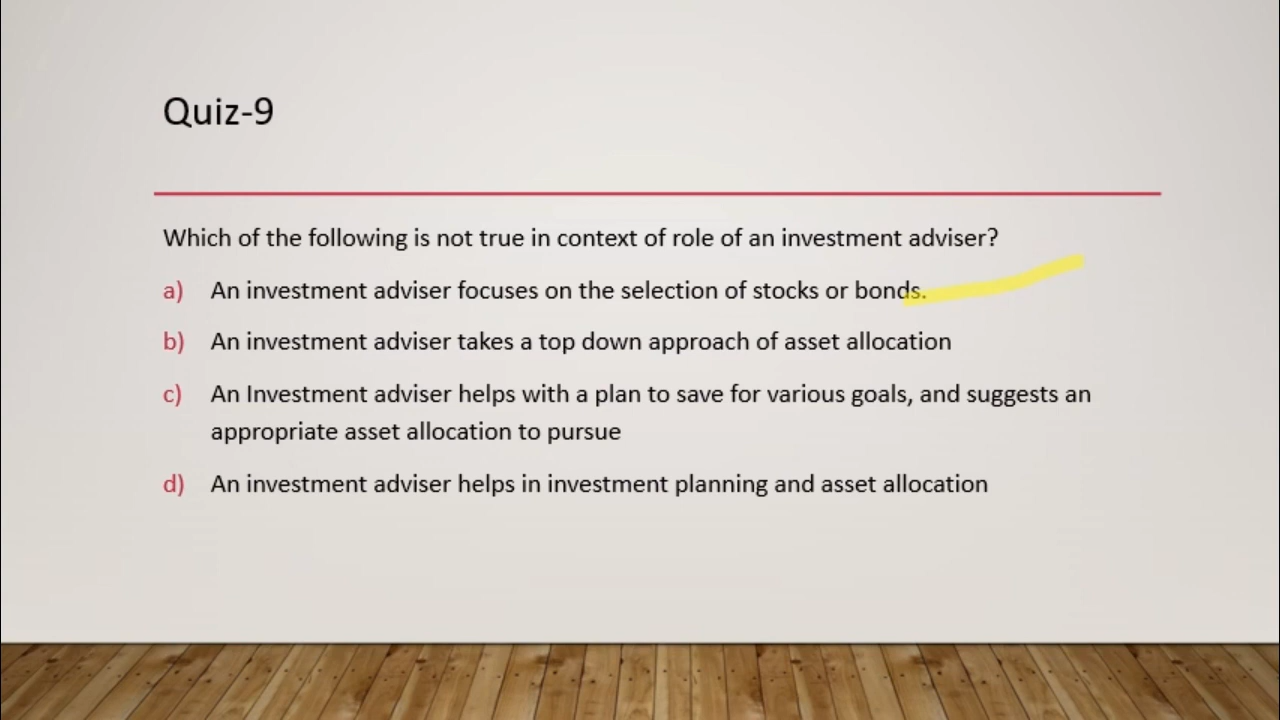 Quiz-9
Which of the following is not true in context of role of an investment adviser?
a) An investment adviser focuses on the selection of stocks or bonds.
b) An investment adviser takes a top down approach of asset allocation
c) An Investment adviser helps with a plan to save for various goals, and suggests an
appropriate asset allocation to pursue
d) An investment adviser helps in investment planning and asset allocation